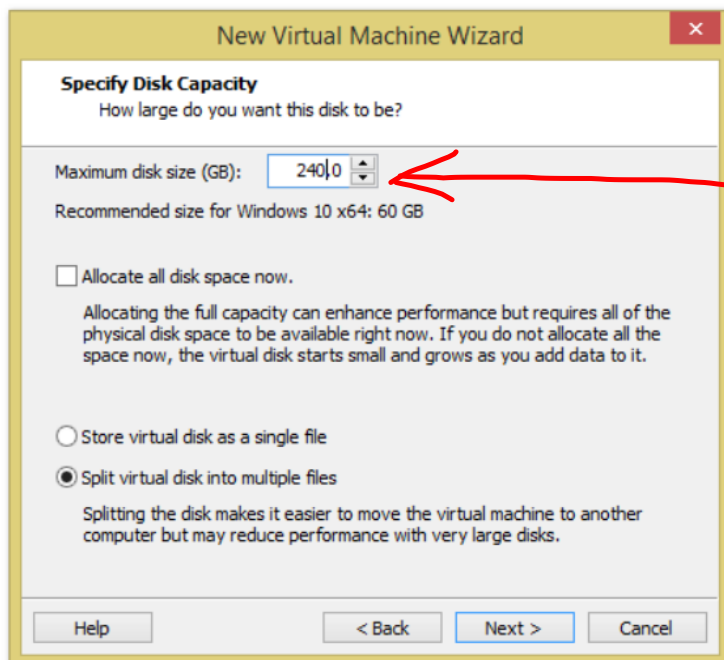 New Virtual Machine Wizard
Specify Disk Capacity
How large do you want this disk to be?
Maximum disk size (GB): 240.0
Recommended size for Windows 10 x64: 60 GB
Allocate all disk space now.
Allocating the full capacity can enhance performance but requires all of the
physical disk space to be available right now. If you do not allocate all the
space now, the virtual disk starts small and grows as you add data to it.
Store virtual disk as a single file
Split virtual disk into multiple files
Splitting the disk makes it easier to move the virtual machine to another
computer but may reduce performance with very large disks.
Help < Back Next > Cancel